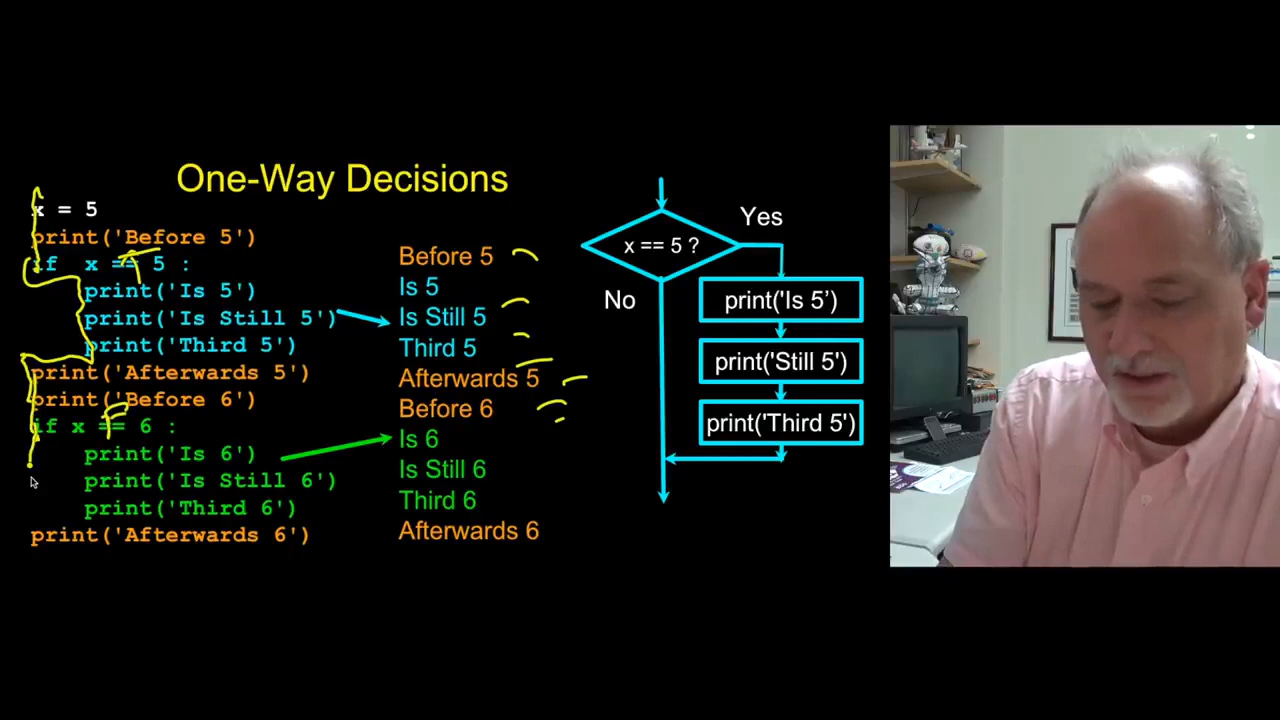 One-Way Decisions
x = 5
print('Before 5')
if  x == 5 :
    print('Is 5')
    print('Is Still 5')
    print('Third 5')
print('Afterwards 5')
print('Before 6')
if x == 6 :
    print('Is 6')
    print('Is Still 6')
    print('Third 6')
print('Afterwards 6')
Before 5
Is 5
Is Still 5
Third 5
Afterwards 5
Before 6
Is 6
Is Still 6
Third 6
Afterwards 6
x == 5 ?
Yes
No
print('Is 5’)
print('Still 5')
print('Third 5')